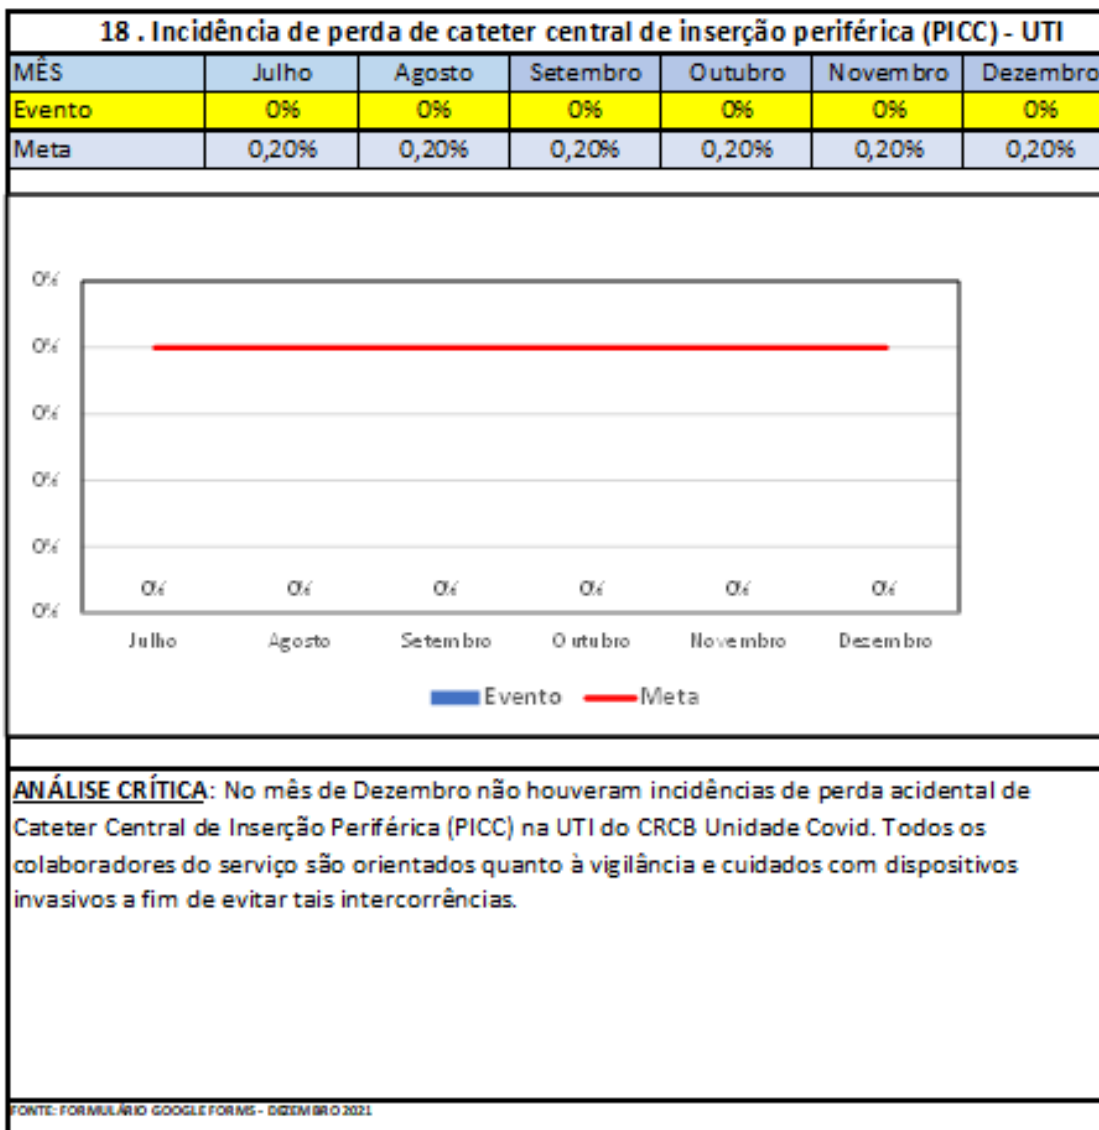 18 . Incidência de perda de cateter central de inserção periférica (PICC) - UTI
MÊS Julho Agosto Setembro Outubro Novembro Dezembro
Evento 0% 0% 0% 0% 0% 0%
Meta 0,20% 0,20% 0,20% 0,20% 0,20% 0,20%
0%
0%
0%
0%
0%
0% 0% 0% 0% 0% 0%
0%
Julho Agosto Setembro Outubro Novembro Dezembro
Evento Meta
ANÁLISE CRÍTICA: No mês de Dezembro não houveram incidências de perda acidental de
Cateter Central de Inserção Periférica (PICC) na UTI do CRCB Unidade Covid. Todos os
colaboradores do serviço são orientados quanto à vigilância e cuidados com dispositivos
invasivos a fim de evitar tais intercorrências.
FONTE: FORMULÁRIO GOOGLE FORMS - DEZEMBRO 2021